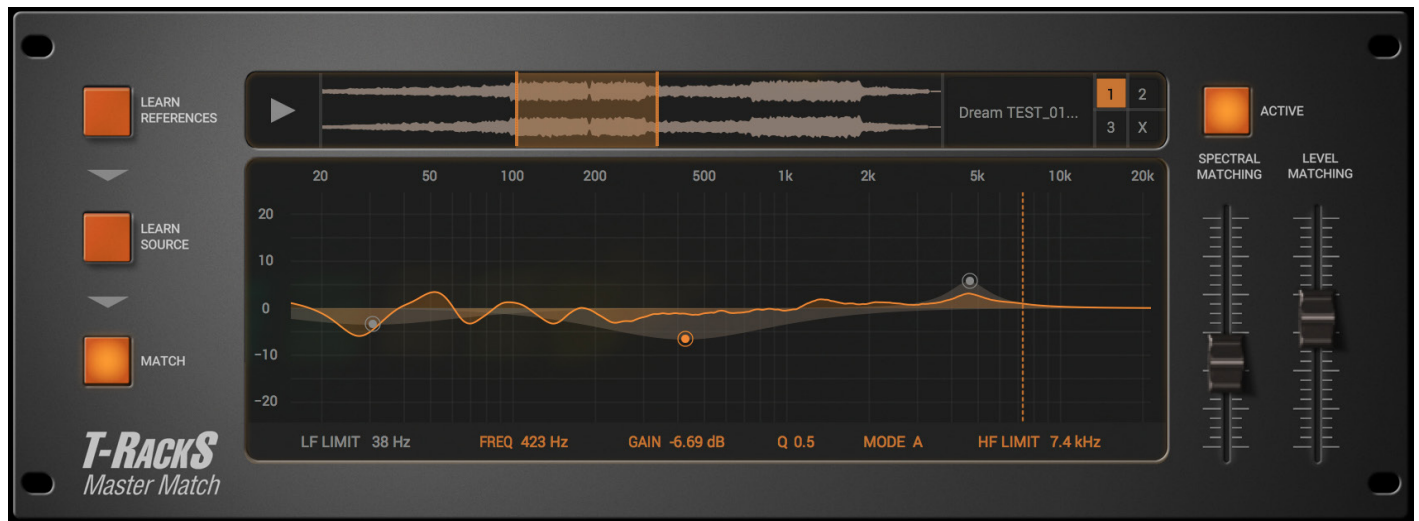 LEARN
REFERENCES
LEARN
SOURCE
MATCH
T-RackS
Master Match
Dream TEST_01...
1 2
3 X
20 50 100 200 500 1k 2k 5k 10k 20k
20
10
0
-10
-20
LF LIMIT 38 Hz FREQ 423 Hz GAIN -6.69 dB Q 0.5 MODE A HF LIMIT 7.4 kHz
ACTIVE
SPECTRAL
MATCHING
LEVEL
MATCHING